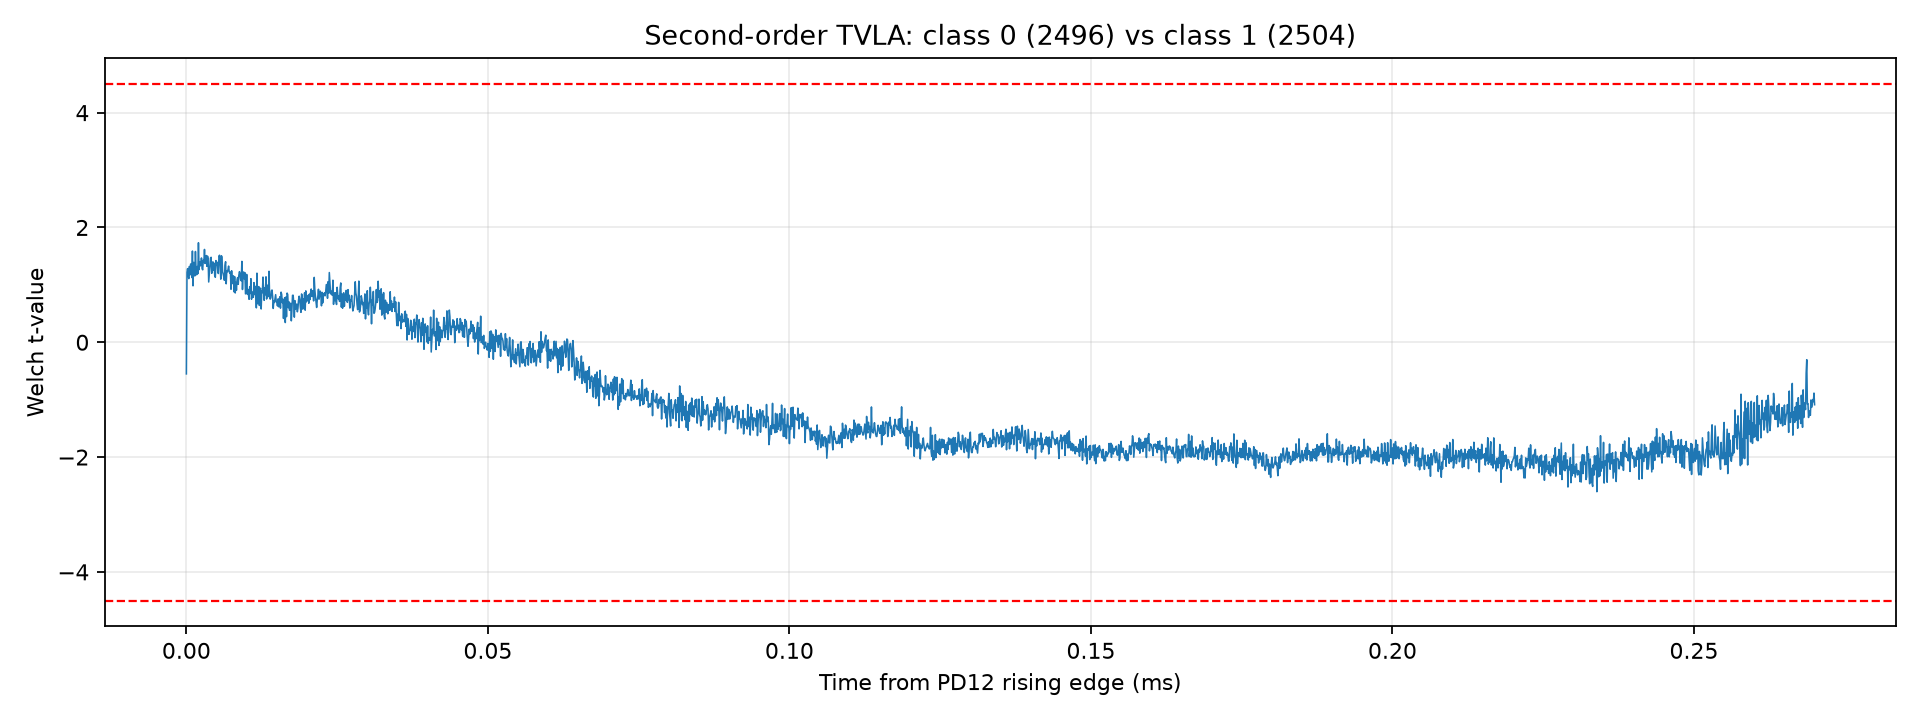 Second-order TVLA: class 0 (2496) vs class 1 (2504)
Welch t-value
4
2
0
−2
−4
0.00 0.05 0.10 0.15 0.20 0.25
Time from PD12 rising edge (ms)